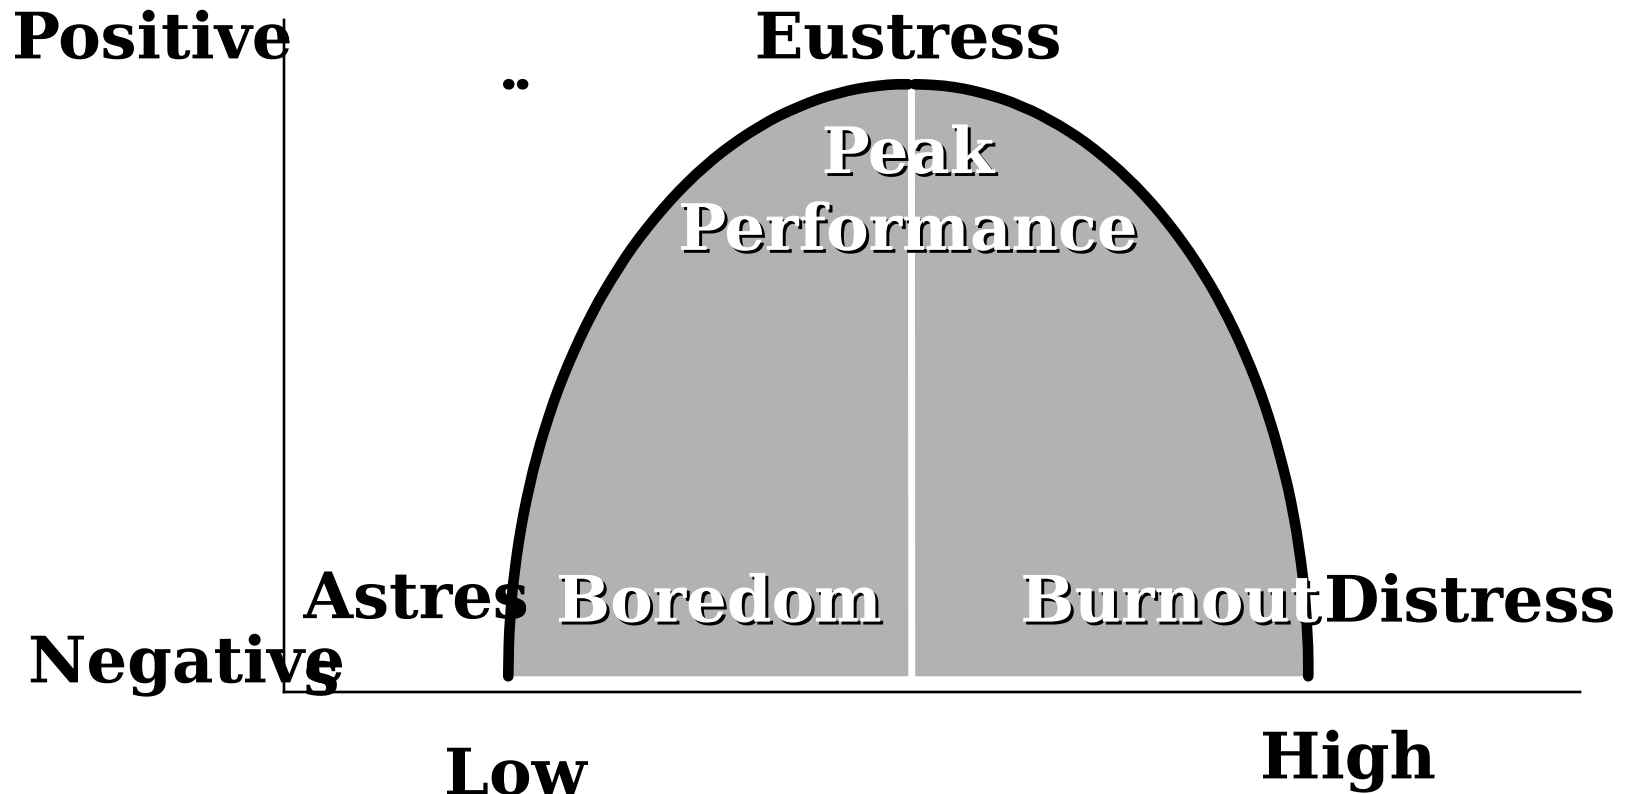 Positive
Eustress
¨
Peak
Performance
Astres
s
Boredom
Burnout
Distress
Negative
Low
High